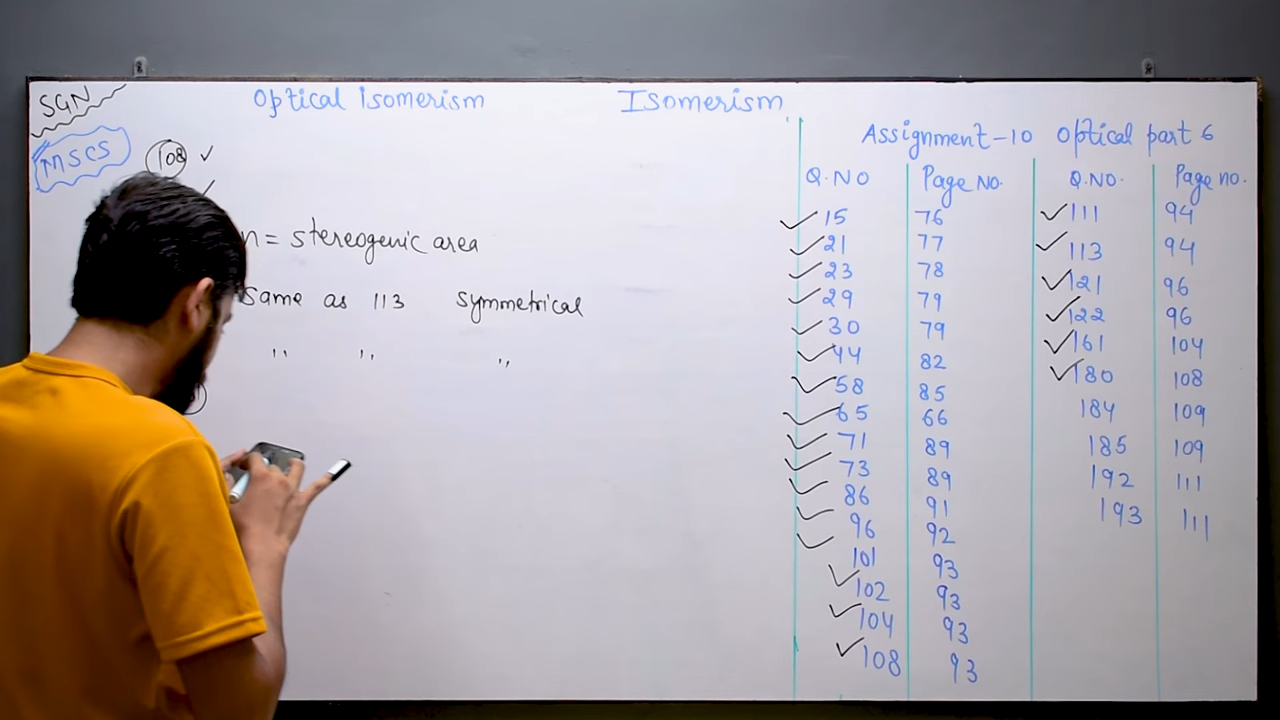 SGN
Optical Isomerism
Isomerism
MSCS
108 ✓
n = stereogenic area
Same as 113 symmetrical
" " "
Assignment-10 Optical part 6
Q.NO Page No. Q.NO. Page no.
✓ 15 76 ✓ 111 94
✓ 21 77 ✓ 113 94
✓ 23 78 ✓ 121 96
✓ 29 79 ✓ 122 96
✓ 30 79 ✓ 161 104
✓ 44 82 ✓ 180 108
✓ 58 85 184 109
✓ 65 66 185 109
✓ 71 89 192 111
✓ 73 89 193 111
✓ 86 91
✓ 96 92
✓ 101 93
✓ 102 93
✓ 104 93
✓ 108 93